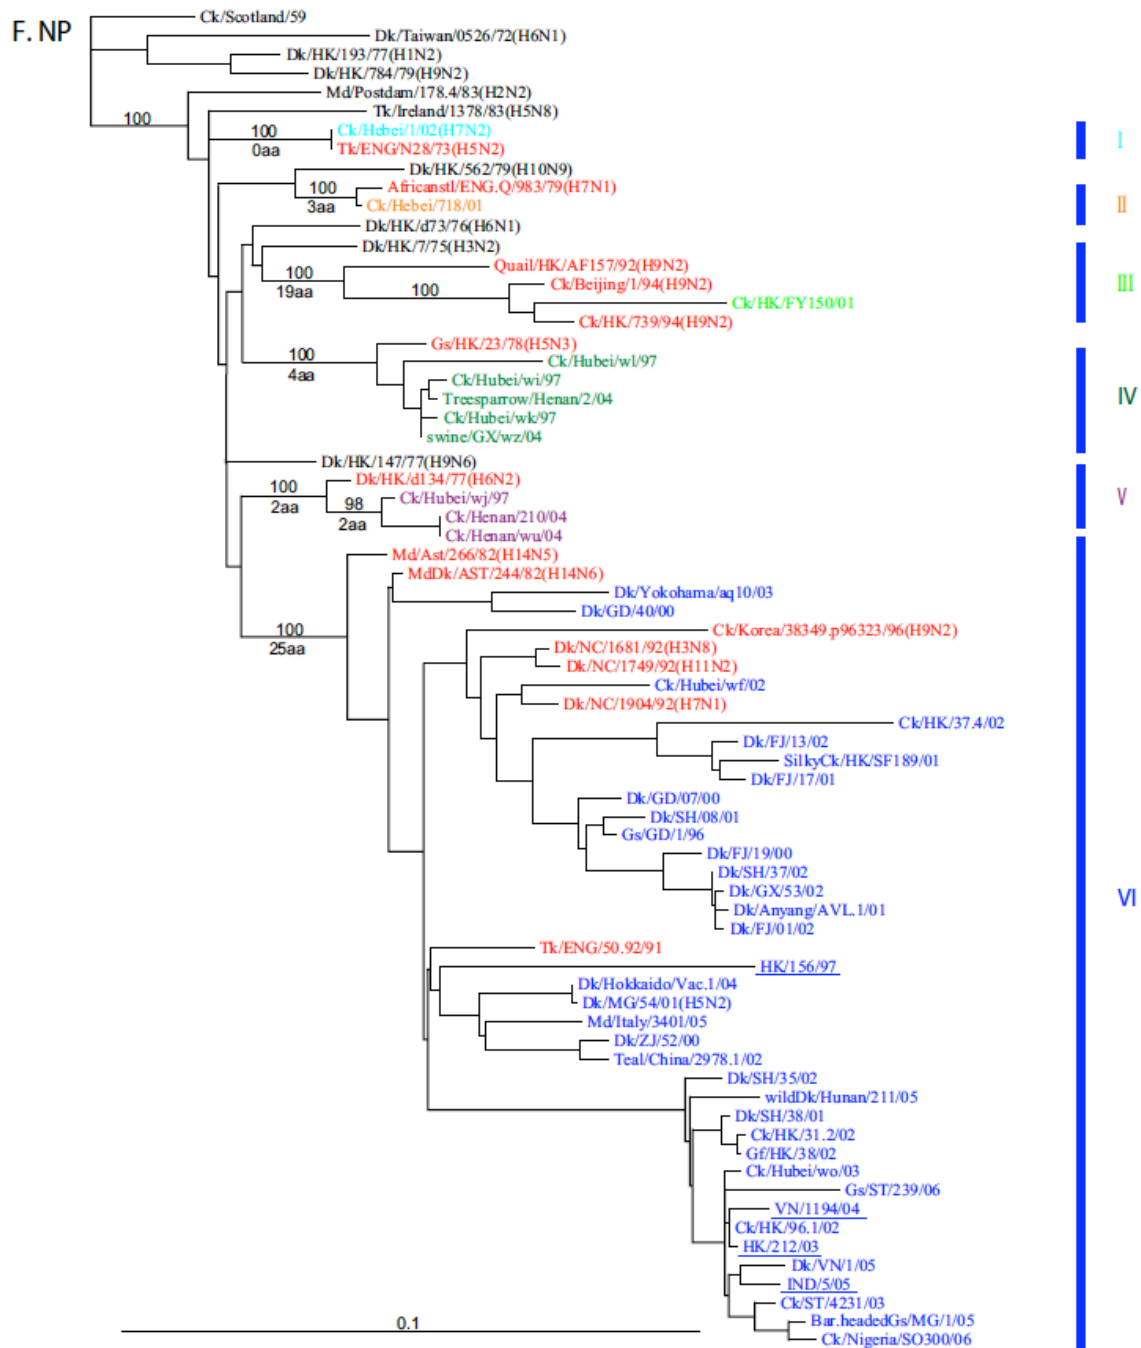 F. NP
Ck/Scotland/59
Dk/Taiwan/0526/72(H6N1)
Dk/HK/193/77(H1N2)
Dk/HK/784/79(H9N2)
Md/Postdam/178.4/83(H2N2)
100
Tk/Ireland/1378/83(H5N8)
100
0aa
Ck/Hebei/1/02(H7N2)
Tk/ENG/N28/73(H5N2)
I
Dk/HK/562/79(H10N9)
100
3aa
Africanstl/ENG.Q/983/79(H7N1)
Ck/Hebei/718/01
II
Dk/HK/d73/76(H6N1)
Dk/HK/7/75(H3N2)
100
19aa
Quail/HK/AF157/92(H9N2)
100
Ck/Beijing/1/94(H9N2)
Ck/HK/FY150/01
Ck/HK/739/94(H9N2)
III
100
4aa
Gs/HK/23/78(H5N3)
Ck/Hubei/wl/97
Ck/Hubei/wi/97
Treesparrow/Henan/2/04
Ck/Hubei/wk/97
swine/GX/wz/04
IV
Dk/HK/147/77(H9N6)
100
2aa
Dk/HK/d134/77(H6N2)
98
2aa
Ck/Hubei/wj/97
Ck/Henan/210/04
Ck/Henan/wu/04
V
100
25aa
Md/Ast/266/82(H14N5)
MdDk/AST/244/82(H14N6)
Dk/Yokohama/aq10/03
Dk/GD/40/00
Ck/Korea/38349.p96323/96(H9N2)
Dk/NC/1681/92(H3N8)
Dk/NC/1749/92(H11N2)
Ck/Hubei/wf/02
Dk/NC/1904/92(H7N1)
Ck/HK/37.4/02
Dk/FJ/13/02
SilkyCk/HK/SF189/01
Dk/FJ/17/01
Dk/GD/07/00
Dk/SH/08/01
Gs/GD/1/96
Dk/FJ/19/00
Dk/SH/37/02
Dk/GX/53/02
Dk/Anyang/AVL.1/01
Dk/FJ/01/02
VI
Tk/ENG/50.92/91
HK/156/97
Dk/Hokkaido/Vac.1/04
Dk/MG/54/01(H5N2)
Md/Italy/3401/05
Dk/ZJ/52/00
Teal/China/2978.1/02
Dk/SH/35/02
wildDk/Hunan/211/05
Dk/SH/38/01
Ck/HK/31.2/02
Gf/HK/38/02
Ck/Hubei/wo/03
Gs/ST/239/06
VN/1194/04
Ck/HK/96.1/02
HK/212/03
Dk/VN/1/05
IND/5/05
Ck/ST/4231/03
Bar.headedGs/MG/1/05
Ck/Nigeria/SO300/06
0.1